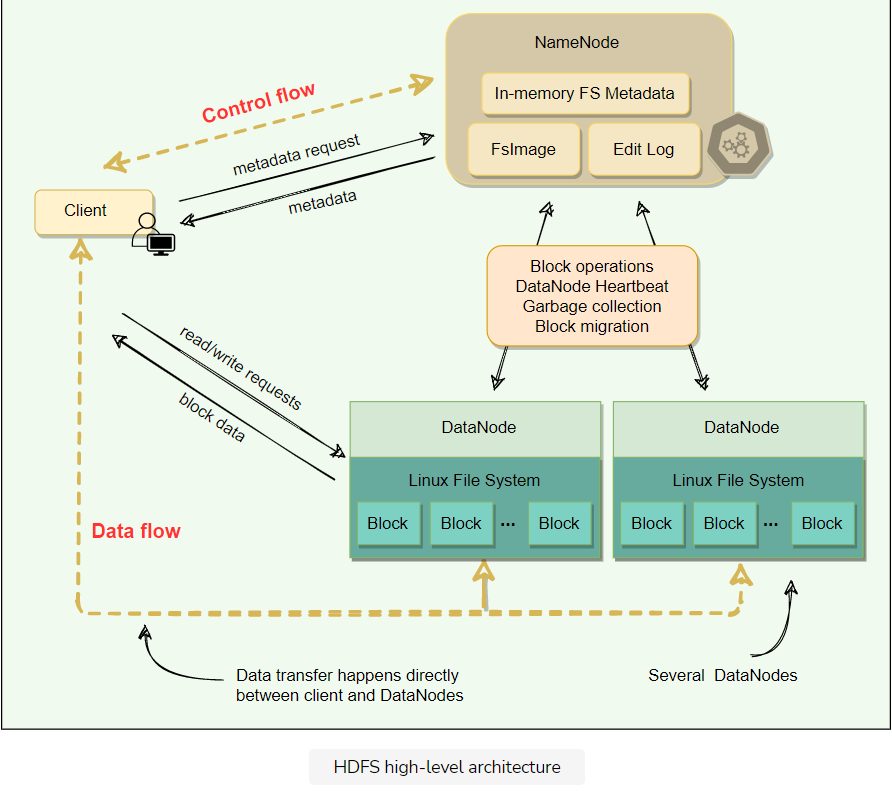 NameNode
In-memory FS Metadata
FsImage
Edit Log
Control flow
metadata request
metadata
Client
Block operations
DataNode Heartbeat
Garbage collection
Block migration
read/write requests
block data
DataNode
Linux File System
Block
Block
...
Block
DataNode
Linux File System
Block
Block
...
Block
Data flow
Data transfer happens directly
between client and DataNodes
Several DataNodes
HDFS high-level architecture